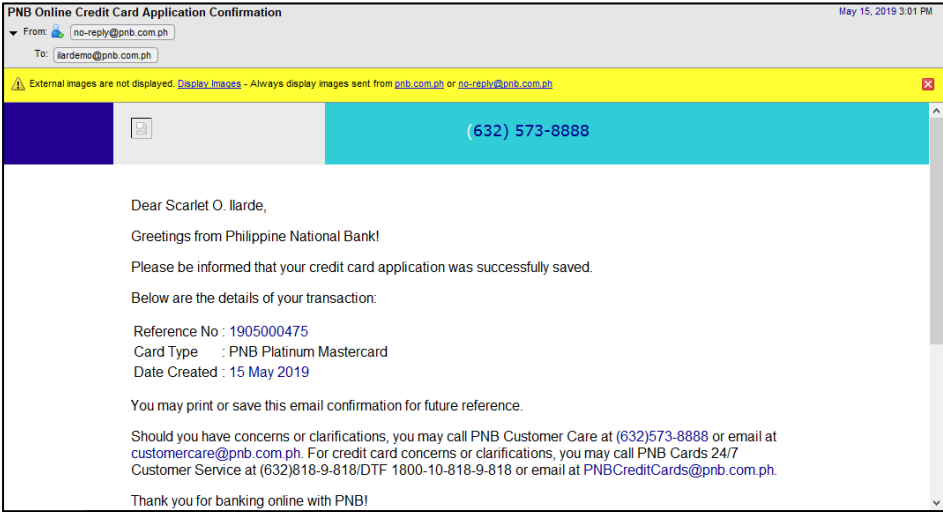 PNB Online Credit Card Application Confirmation
May 15, 2019 3:01 PM
From: no-reply@pnb.com.ph
To: ilardemo@pnb.com.ph
External images are not displayed. Display Images - Always display images sent from pnb.com.ph or no-reply@pnb.com.ph
(632) 573-8888
Dear Scarlet O. Ilarde,
Greetings from Philippine National Bank!
Please be informed that your credit card application was successfully saved.
Below are the details of your transaction:
Reference No : 1905000475
Card Type : PNB Platinum Mastercard
Date Created : 15 May 2019
You may print or save this email confirmation for future reference.
Should you have concerns or clarifications, you may call PNB Customer Care at (632)573-8888 or email at
customercare@pnb.com.ph. For credit card concerns or clarifications, you may call PNB Cards 24/7
Customer Service at (632)818-9-818/DTF 1800-10-818-9-818 or email at PNBCreditCards@pnb.com.ph.
Thank you for banking online with PNB!